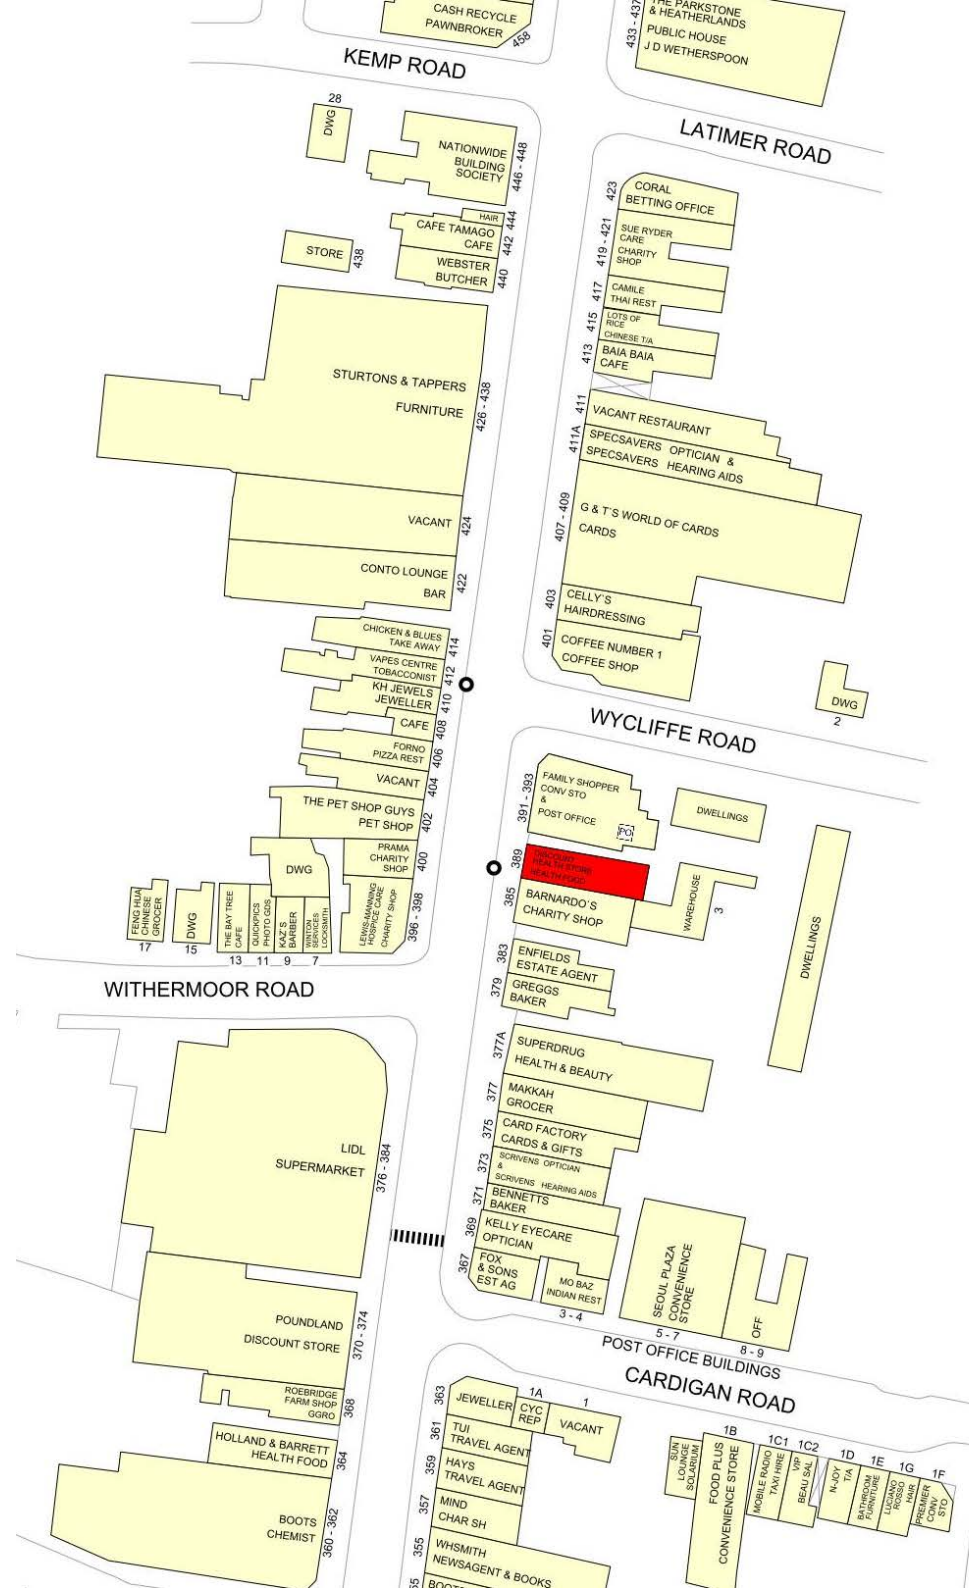 CASH RECYCLE
PAWNBROKER
458
433 - 437
THE PARKSTONE
& HEATHERLANDS
PUBLIC HOUSE
J D WETHERSPOON
KEMP ROAD
LATIMER ROAD
28
DWG
NATIONWIDE
BUILDING
SOCIETY
446 - 448
HAIR
444
CAFE TAMAGO
CAFE
442
WEBSTER
BUTCHER
440
STORE
438
STURTONS & TAPPERS
FURNITURE
426 - 438
VACANT
424
CONTO LOUNGE
BAR
422
CHICKEN & BLUES
TAKE AWAY
414
VAPES CENTRE
TOBACCONIST
412
KH JEWELS
JEWELLER
410
CAFE
408
FORNO
PIZZA REST
406
VACANT
404
THE PET SHOP GUYS
PET SHOP
402
PRAMA
CHARITY
SHOP
400
DWG
LEWIS-MANNING
HOSPICE CARE
CHARITY SHOP
396 - 398
FENG HUA
CHINESE
GROCER
17
DWG
15
THE BAY TREE
CAFE
13
QUICKPICS
PHOTO GDS
11
KAZ'S
BARBER
9
WINTON
SERVICES
LOCKSMITH
7
423
CORAL
BETTING OFFICE
419 - 421
SUE RYDER
CARE
CHARITY
SHOP
417
CAMILE
THAI REST
415
LOTS OF
RICE
CHINESE T/A
413
BAIA BAIA
CAFE
411
VACANT RESTAURANT
411A
SPECSAVERS OPTICIAN &
SPECSAVERS HEARING AIDS
407 - 409
G & T`S WORLD OF CARDS
CARDS
403
CELLY`S
HAIRDRESSING
401
COFFEE NUMBER 1
COFFEE SHOP
DWG
2
WYCLIFFE ROAD
391 - 393
FAMILY SHOPPER
CONV STO
&
POST OFFICE
PO
DWELLINGS
389
DISCOUNT
HEALTH STORE
HEALTH FOOD
385
BARNARDO`S
CHARITY SHOP
WAREHOUSE
3
DWELLINGS
383
ENFIELDS
ESTATE AGENT
379
GREGGS
BAKER
WITHERMOOR ROAD
377A
SUPERDRUG
HEALTH & BEAUTY
377
MAKKAH
GROCER
375
CARD FACTORY
CARDS & GIFTS
373
SCRIVENS OPTICIAN
&
SCRIVENS HEARING AIDS
371
BENNETTS
BAKER
369
KELLY EYECARE
OPTICIAN
367
FOX
& SONS
EST AG
MO BAZ
INDIAN REST
3 - 4
SEOUL PLAZA
CONVENIENCE
STORE
5 - 7
OFF
8 - 9
POST OFFICE BUILDINGS
CARDIGAN ROAD
LIDL
SUPERMARKET
376 - 384
POUNDLAND
DISCOUNT STORE
370 - 374
ROEBRIDGE
FARM SHOP
GGRO
368
HOLLAND & BARRETT
HEALTH FOOD
364
BOOTS
CHEMIST
360 - 362
363
JEWELLER
1A
CYC
REP
1
VACANT
361
TUI
TRAVEL AGENT
359
HAYS
TRAVEL AGENT
357
MIND
CHAR SH
355
WHSMITH
NEWSAGENT & BOOKS
SUN
LOUNGE
SOLARIUM
1B
FOOD PLUS
CONVENIENCE STORE
1C1
MOBILE RADIO
TAXI HIRE
1C2
VIP
BEAU SAL
1D
N-JOY
T/A
1E
BATHROOM
FURNITURE
1G
LUCIANO
ROSSO
HAIR
1F
PREMIER
CONV
STO